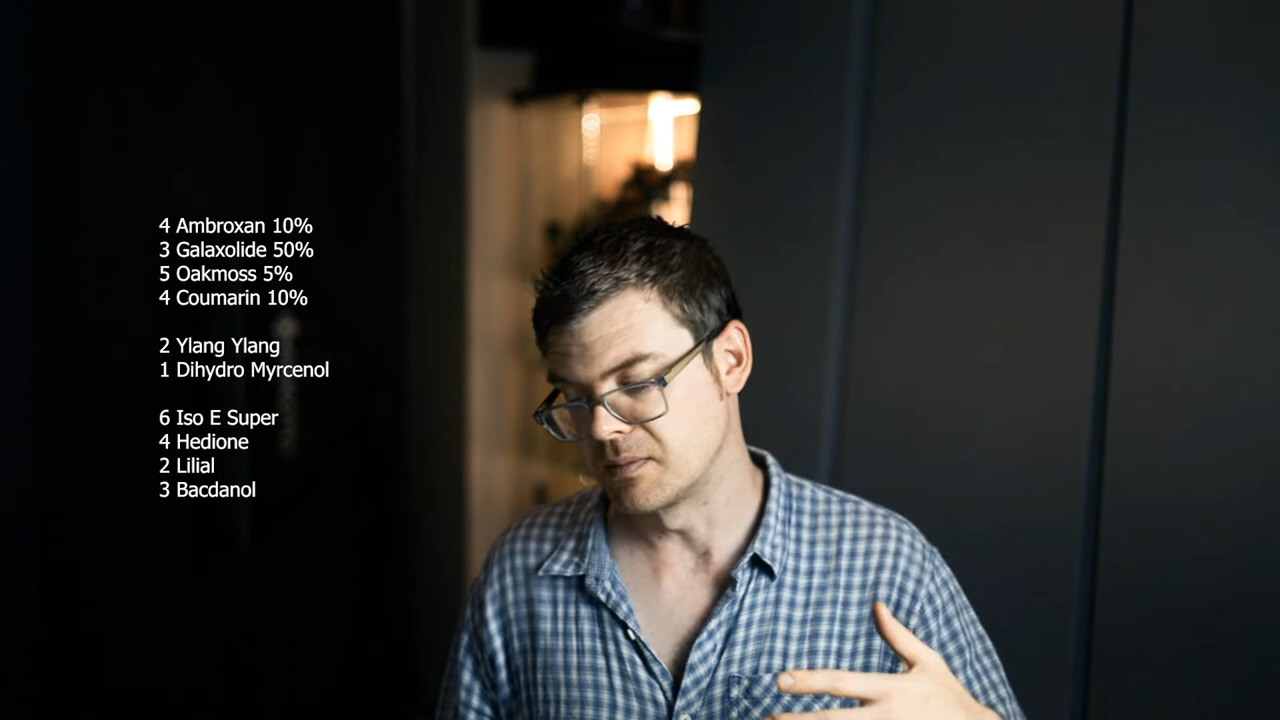 4 Ambroxan 10%
3 Galaxolide 50%
5 Oakmoss 5%
4 Coumarin 10%
2 Ylang Ylang
1 Dihydro Myrcenol
6 Iso E Super
4 Hedione
2 Lilial
3 Bacdanol